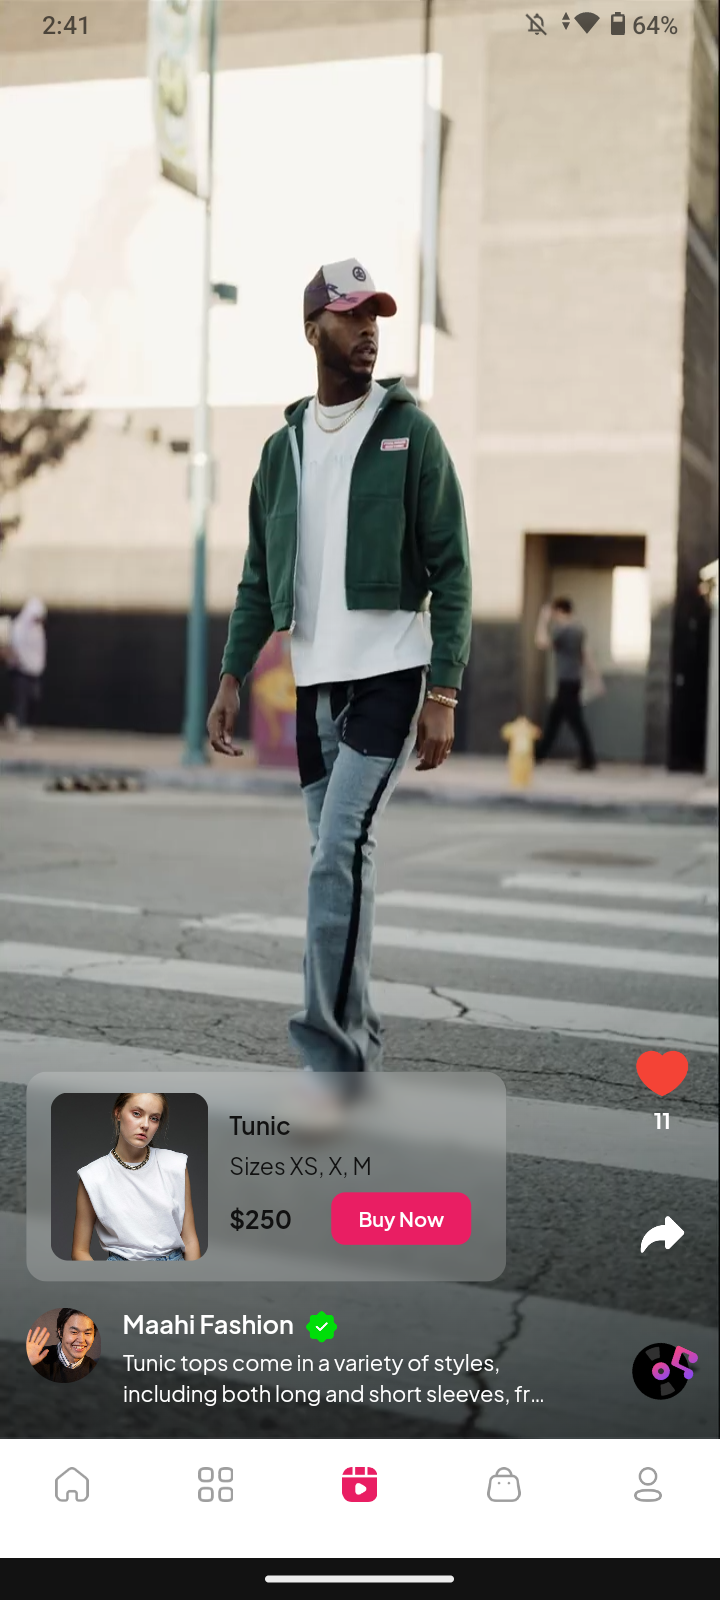 2:41
64%
11
Tunic
Sizes XS, X, M
$250
Buy Now
Maahi Fashion
Tunic tops come in a variety of styles,
including both long and short sleeves, fr...